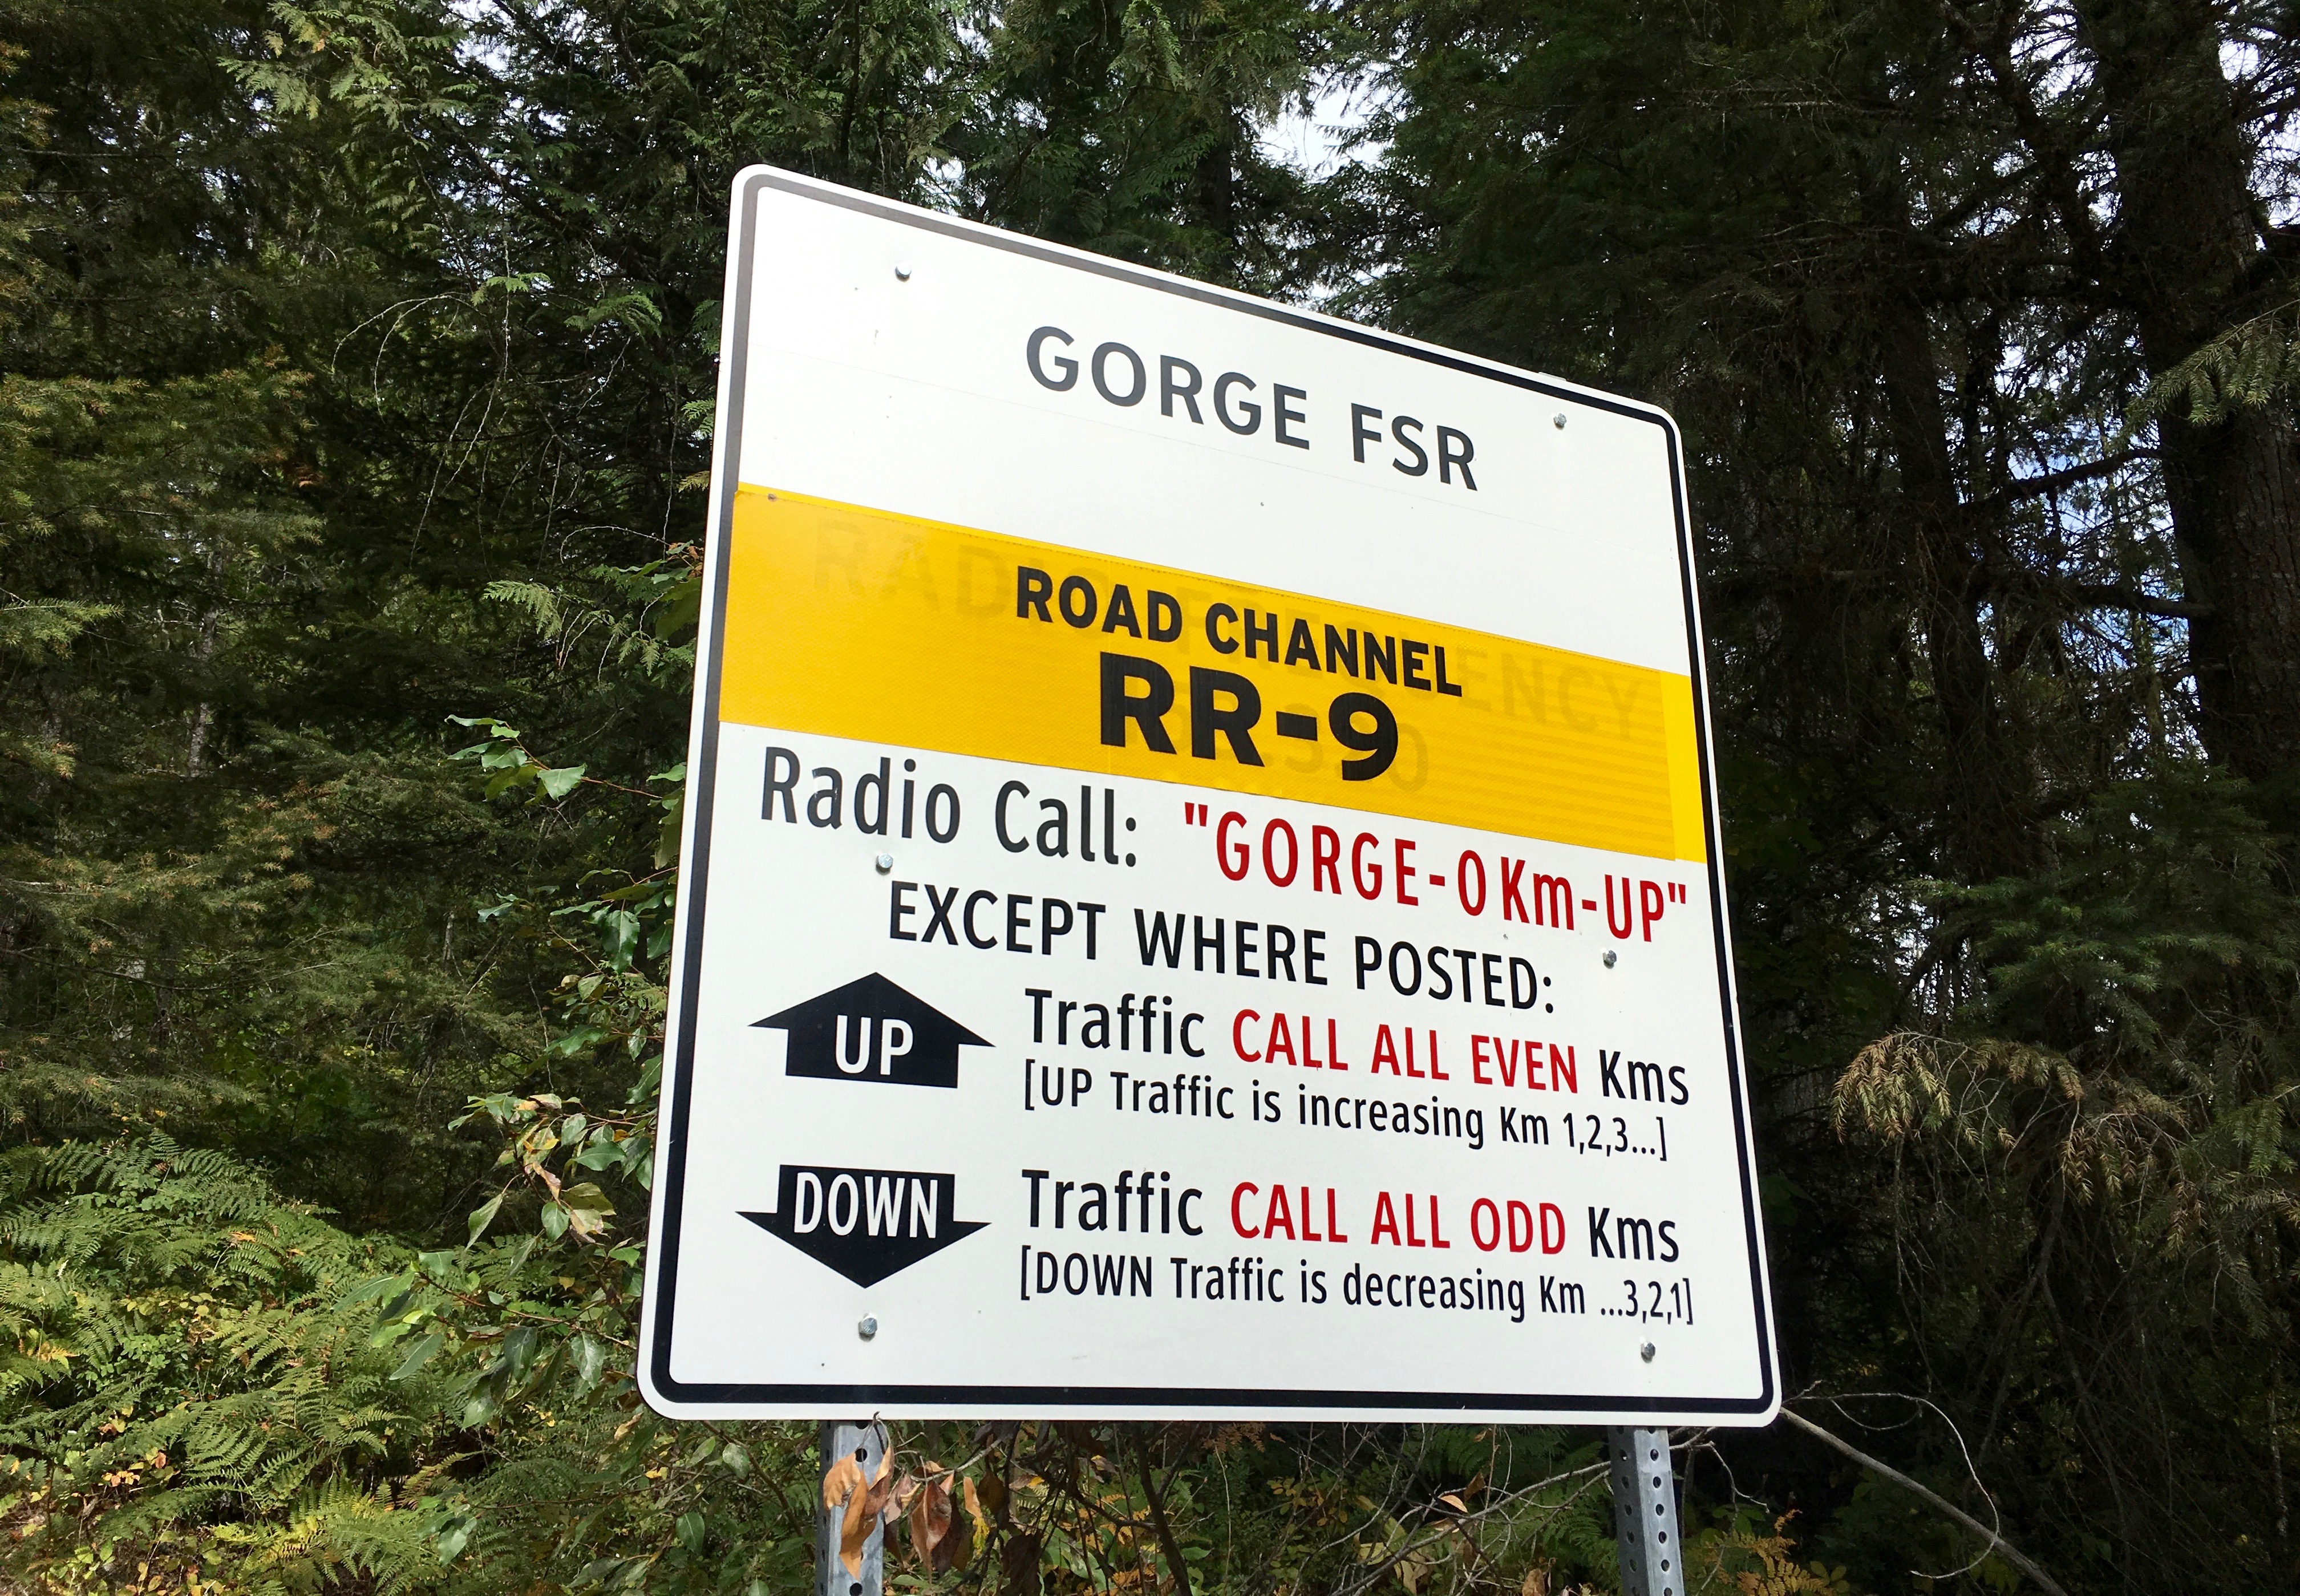 GORGE FSR
ROAD CHANNEL
RR-9
Radio Call: "GORGE-0Km-UP"
EXCEPT WHERE POSTED:
UP Traffic CALL ALL EVEN Kms
[UP Traffic is increasing Km 1,2,3...]
DOWN Traffic CALL ALL ODD Kms
[DOWN Traffic is decreasing Km ...3,2,1]